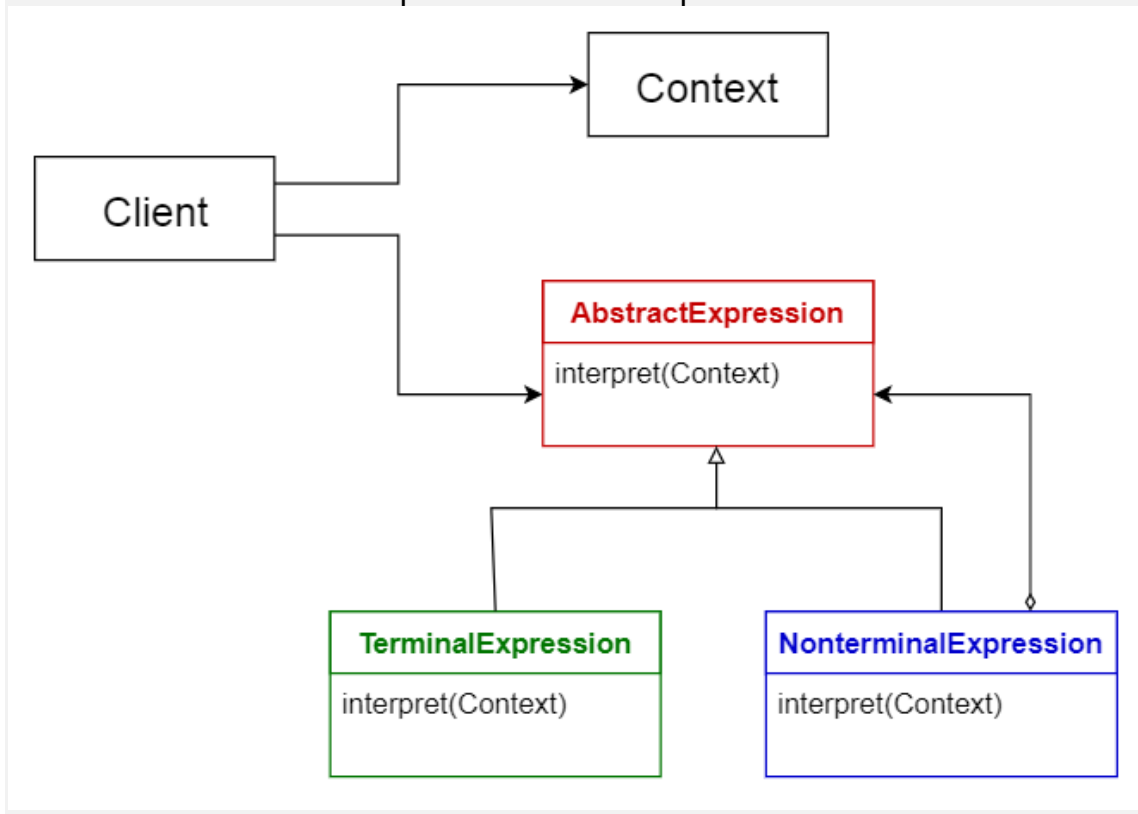 Context
Client
AbstractExpression
interpret(Context)
TerminalExpression
interpret(Context)
NonterminalExpression
interpret(Context)